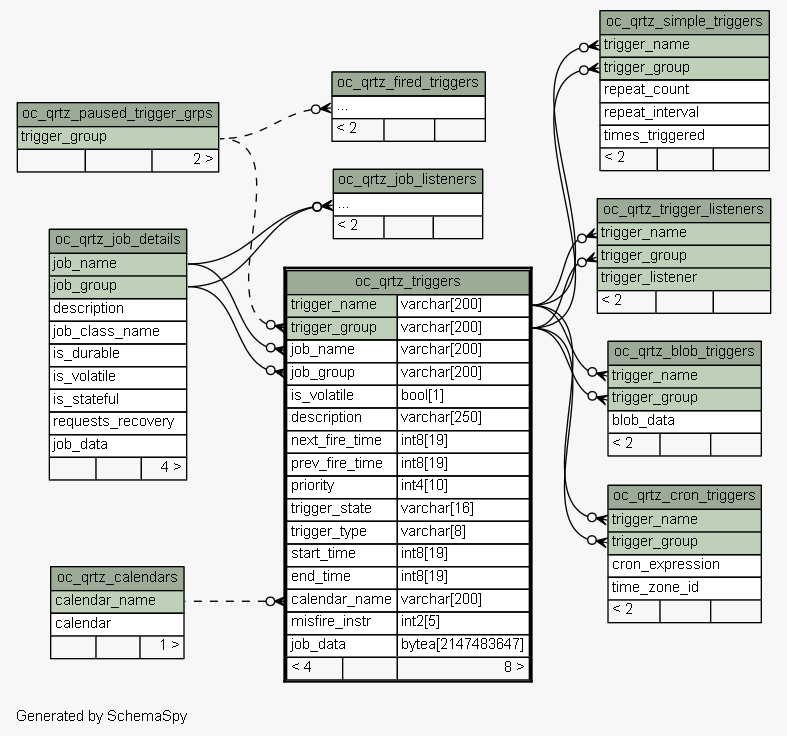 oc_qrtz_simple_triggers
trigger_name
trigger_group
repeat_count
repeat_interval
times_triggered
< 2
oc_qrtz_fired_triggers
...
< 2
oc_qrtz_paused_trigger_grps
trigger_group
2 >
oc_qrtz_job_listeners
...
< 2
oc_qrtz_trigger_listeners
trigger_name
trigger_group
trigger_listener
< 2
oc_qrtz_job_details
job_name
job_group
description
job_class_name
is_durable
is_volatile
is_stateful
requests_recovery
job_data
4 >
oc_qrtz_triggers
trigger_name varchar[200]
trigger_group varchar[200]
job_name varchar[200]
job_group varchar[200]
is_volatile bool[1]
description varchar[250]
next_fire_time int8[19]
prev_fire_time int8[19]
priority int4[10]
trigger_state varchar[16]
trigger_type varchar[8]
start_time int8[19]
end_time int8[19]
calendar_name varchar[200]
misfire_instr int2[5]
job_data bytea[2147483647]
< 4 8 >
oc_qrtz_blob_triggers
trigger_name
trigger_group
blob_data
< 2
oc_qrtz_cron_triggers
trigger_name
trigger_group
cron_expression
time_zone_id
< 2
oc_qrtz_calendars
calendar_name
calendar
1 >
Generated by SchemaSpy